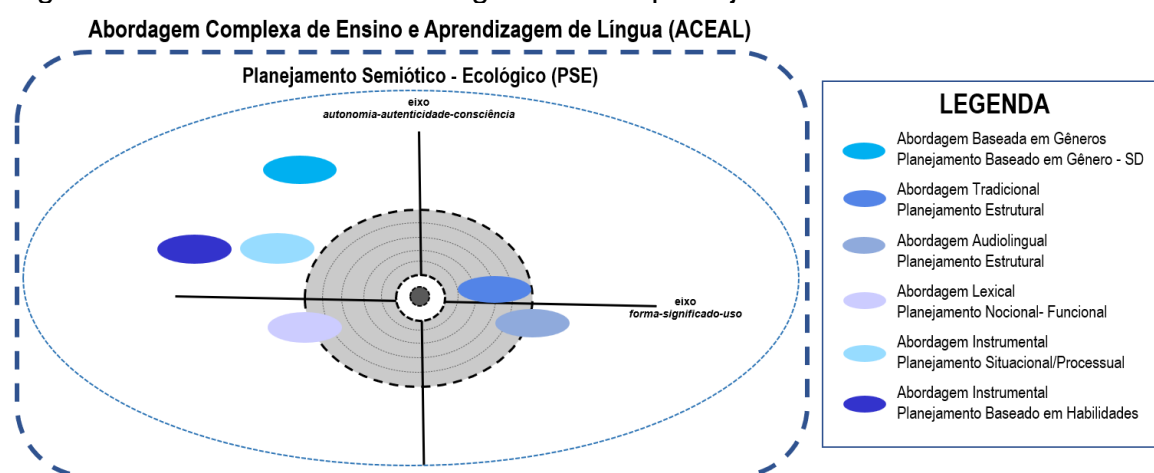 Abordagem Complexa de Ensino e Aprendizagem de Língua (ACEAL)
Planejamento Semiótico - Ecológico (PSE)
eixo
autonomia-autenticidade-consciência
eixo
forma-significado-uso
LEGENDA
Abordagem Baseada em Gêneros
Planejamento Baseado em Gênero - SD
Abordagem Tradicional
Planejamento Estrutural
Abordagem Audiolingual
Planejamento Estrutural
Abordagem Lexical
Planejamento Nocional- Funcional
Abordagem Instrumental
Planejamento Situacional/Processual
Abordagem Instrumental
Planejamento Baseado em Habilidades